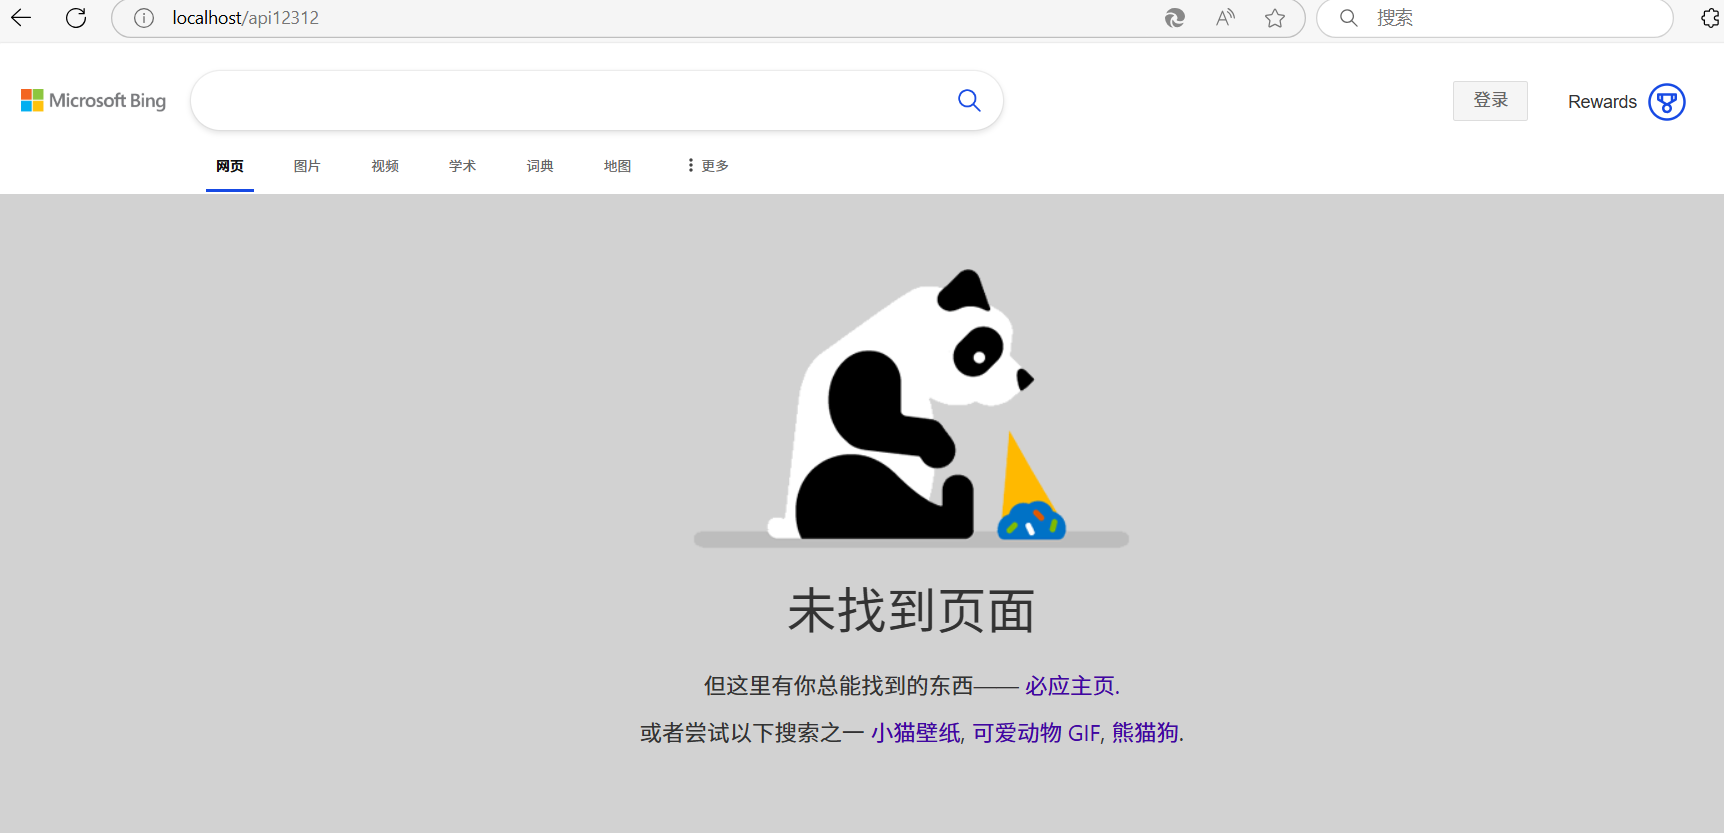 localhost/api12312
搜索
Microsoft Bing
登录
Rewards
网页 图片 视频 学术 词典 地图 更多
未找到页面
但这里有你总能找到的东西—— 必应主页.
或者尝试以下搜索之一 小猫壁纸, 可爱动物 GIF, 熊猫狗.